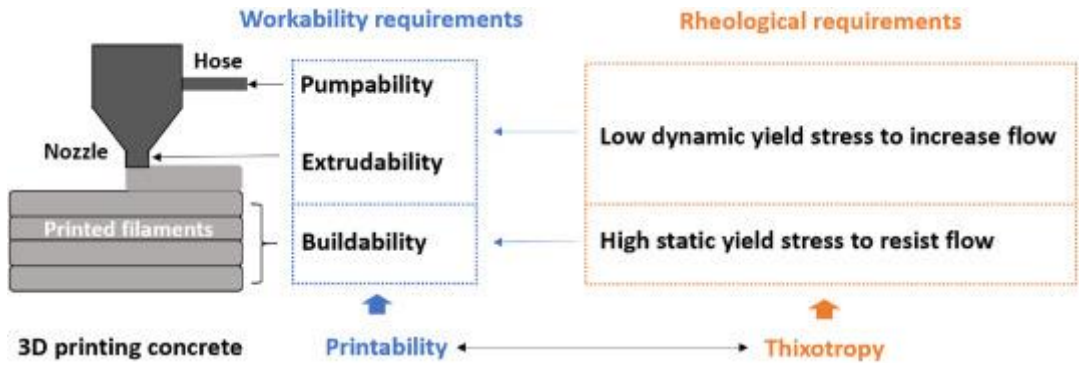 Workability requirements
Rheological requirements
Hose
Pumpability
Low dynamic yield stress to increase flow
Nozzle
Extrudability
Printed filaments
Buildability
High static yield stress to resist flow
3D printing concrete
Printability
Thixotropy